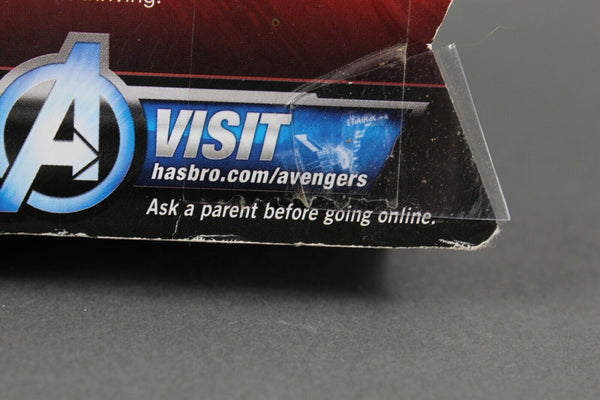 VISIT
hasbro.com/avengers
Ask a parent before going online.